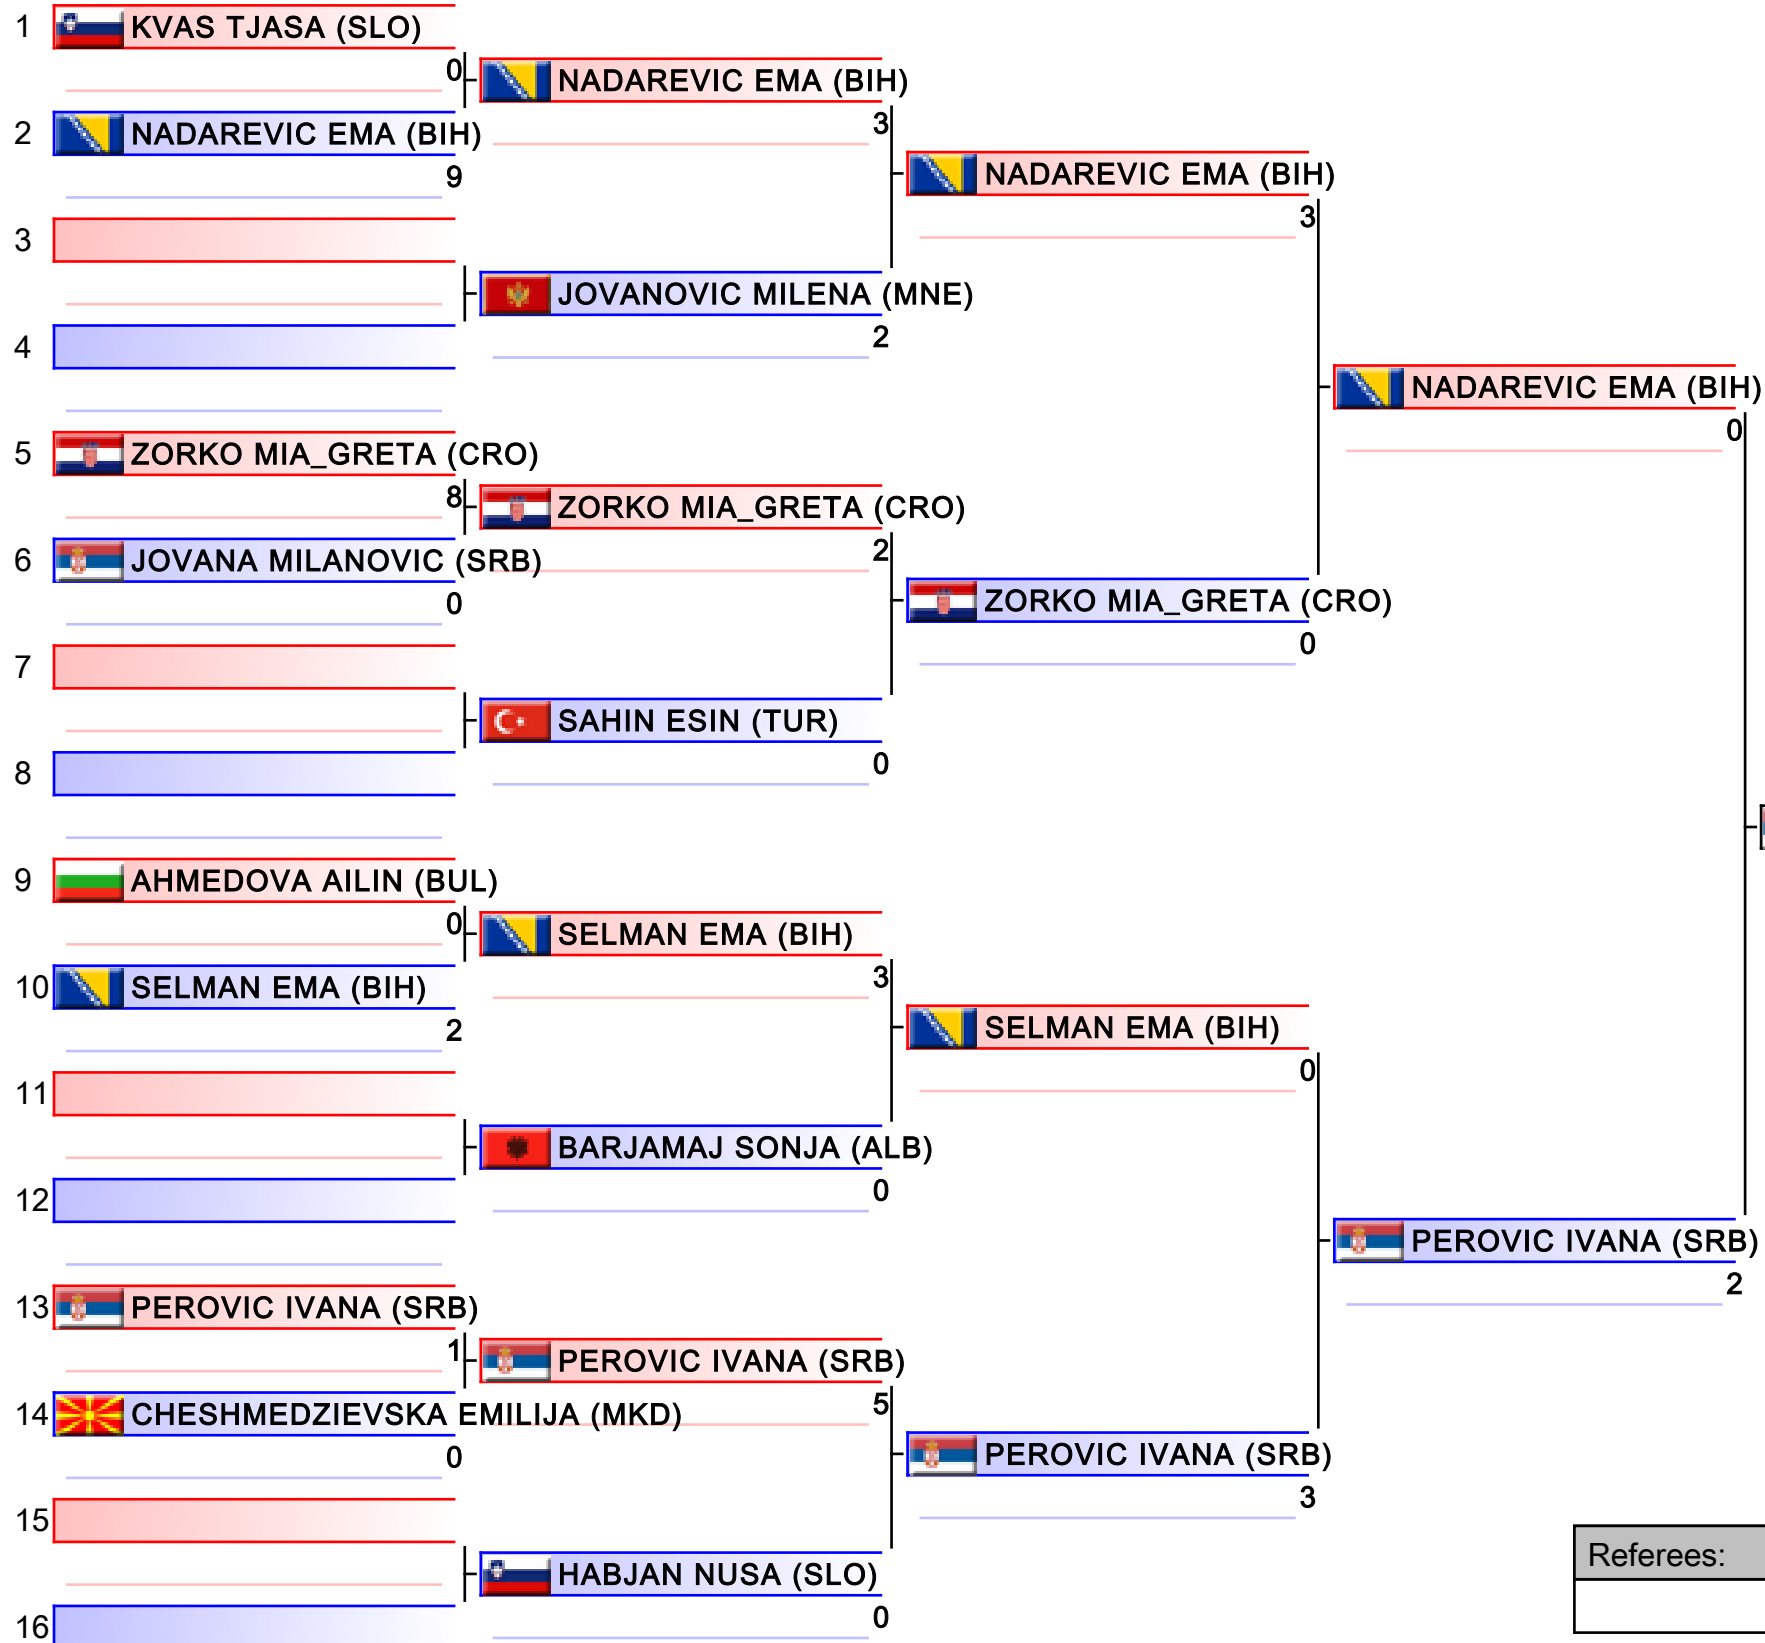 1 KVAS TJASA (SLO)
0 NADAREVIC EMA (BIH)
2 NADAREVIC EMA (BIH) 3
9 NADAREVIC EMA (BIH)
3 3
JOVANOVIC MILENA (MNE)
4 2
NADAREVIC EMA (BIH)
0
5 ZORKO MIA_GRETA (CRO)
8 ZORKO MIA_GRETA (CRO)
6 JOVANA MILANOVIC (SRB) 2
0 ZORKO MIA_GRETA (CRO)
0
7
SAHIN ESIN (TUR)
8 0
9 AHMEDOVA AILIN (BUL)
0 SELMAN EMA (BIH)
10 SELMAN EMA (BIH) 3
2 SELMAN EMA (BIH)
11 0
BARJAMAJ SONJA (ALB)
12 0
PEROVIC IVANA (SRB)
2
13 PEROVIC IVANA (SRB)
1 PEROVIC IVANA (SRB)
14 CHESHMEDZIEVSKA EMILIJA (MKD) 5
0 PEROVIC IVANA (SRB)
3
15
Referees:
HABJAN NUSA (SLO)
16 0